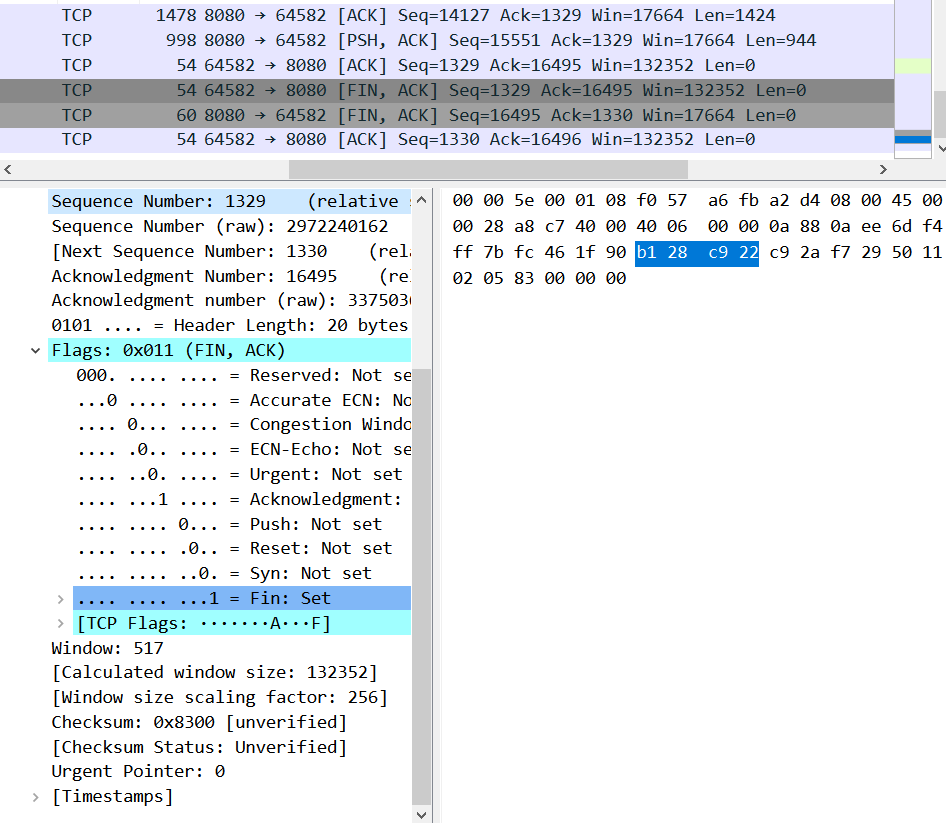 TCP 1478 8080 → 64582 [ACK] Seq=14127 Ack=1329 Win=17664 Len=1424
TCP 998 8080 → 64582 [PSH, ACK] Seq=15551 Ack=1329 Win=17664 Len=944
TCP 54 64582 → 8080 [ACK] Seq=1329 Ack=16495 Win=132352 Len=0
TCP 54 64582 → 8080 [FIN, ACK] Seq=1329 Ack=16495 Win=132352 Len=0
TCP 60 8080 → 64582 [FIN, ACK] Seq=16495 Ack=1330 Win=17664 Len=0
TCP 54 64582 → 8080 [ACK] Seq=1330 Ack=16496 Win=132352 Len=0
Sequence Number: 1329 (relative
Sequence Number (raw): 2972240162
[Next Sequence Number: 1330 (rela
Acknowledgment Number: 16495 (re
Acknowledgment number (raw): 3375036
0101 .... = Header Length: 20 bytes
Flags: 0x011 (FIN, ACK)
000. .... .... = Reserved: Not se
...0 .... .... = Accurate ECN: No
.... 0... .... = Congestion Windo
.... .0.. .... = ECN-Echo: Not se
.... ..0. .... = Urgent: Not set
.... ...1 .... = Acknowledgment:
.... .... 0... = Push: Not set
.... .... .0.. = Reset: Not set
.... .... ..0. = Syn: Not set
.... .... ...1 = Fin: Set
[TCP Flags: ·······A···F]
Window: 517
[Calculated window size: 132352]
[Window size scaling factor: 256]
Checksum: 0x8300 [unverified]
[Checksum Status: Unverified]
Urgent Pointer: 0
[Timestamps]
00 00 5e 00 01 08 f0 57 a6 fb a2 d4 08 00 45 00
00 28 a8 c7 40 00 40 06 00 00 0a 88 0a ee 6d f4
ff 7b fc 46 1f 90 b1 28 c9 22 c9 2a f7 29 50 11
02 05 83 00 00 00